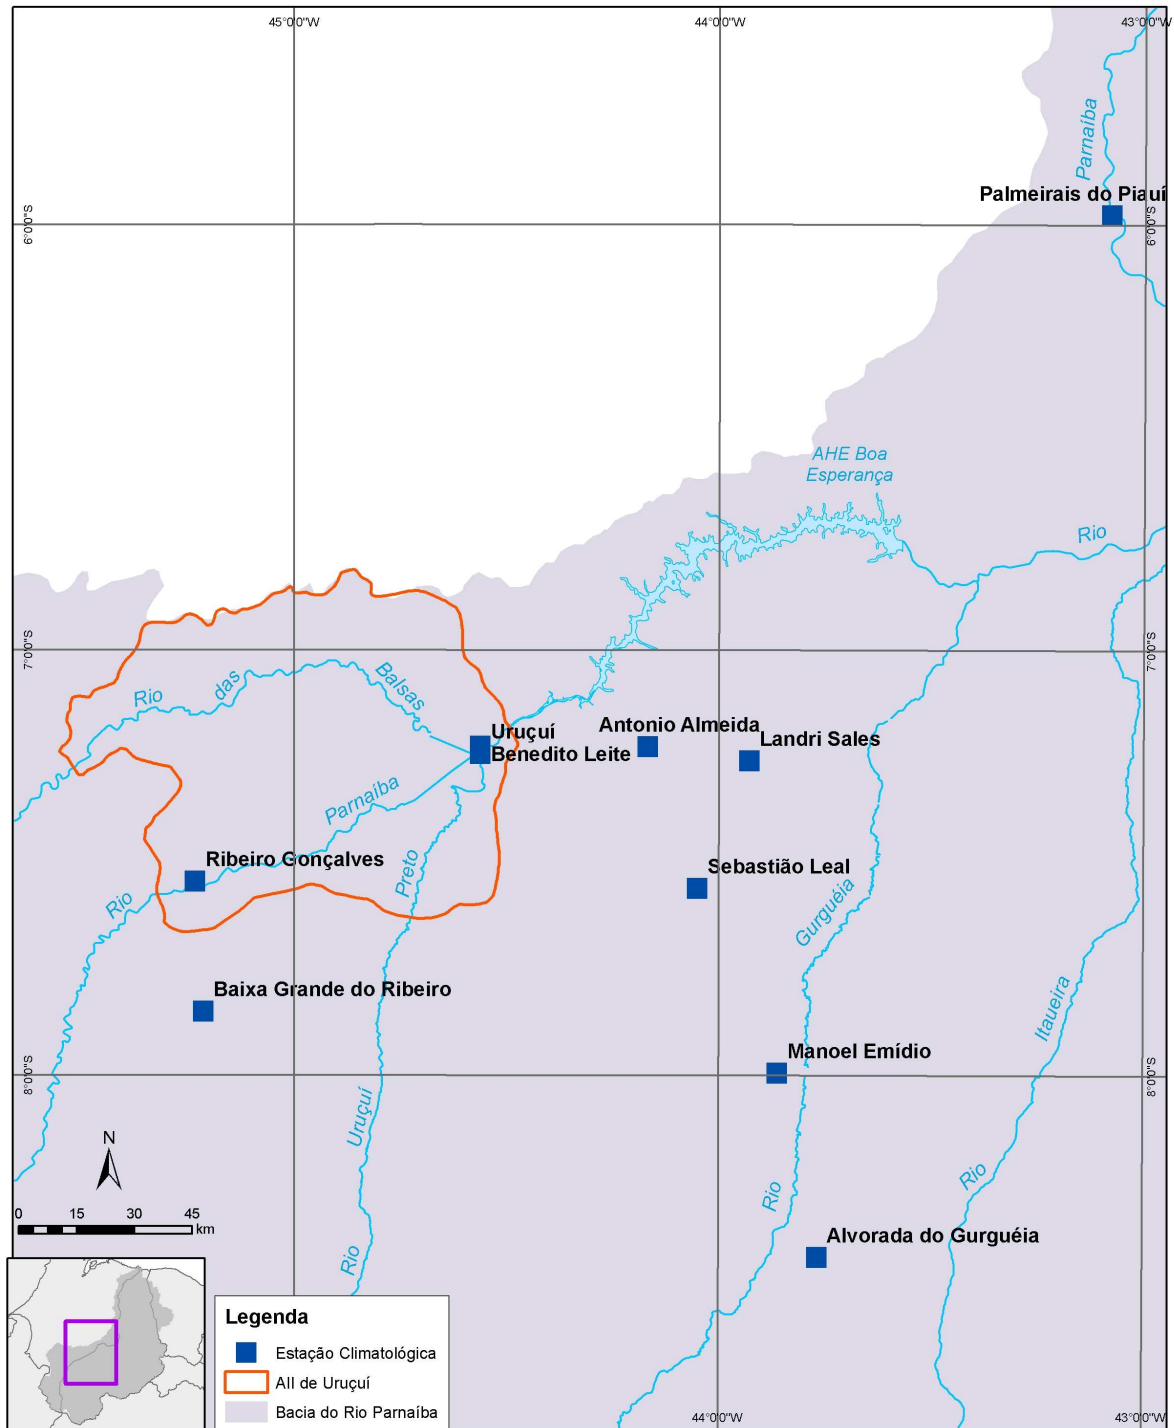 45°0'0"W
44°0'0"W
43°0'0"W
Parnaíba
Palmeirais do Piauí
6°0'0"S
6°0'0"S
AHE Boa
Esperança
Rio
7°0'0"S
7°0'0"S
Rio
das
Balsas
Uruçuí
Benedito Leite
Antonio Almeida
Landri Sales
Parnaíba
Ribeiro Gonçalves
Preto
Sebastião Leal
Gurguéia
Rio
Baixa Grande do Ribeiro
Itaueira
Manoel Emídio
8°0'0"S
8°0'0"S
Uruçuí
N
Rio
Rio
0 15 30 45
km
Rio
Alvorada do Gurguéia
Legenda
Estação Climatológica
AII de Uruçuí
Bacia do Rio Parnaíba
44°0'0"W
43°0'0"W